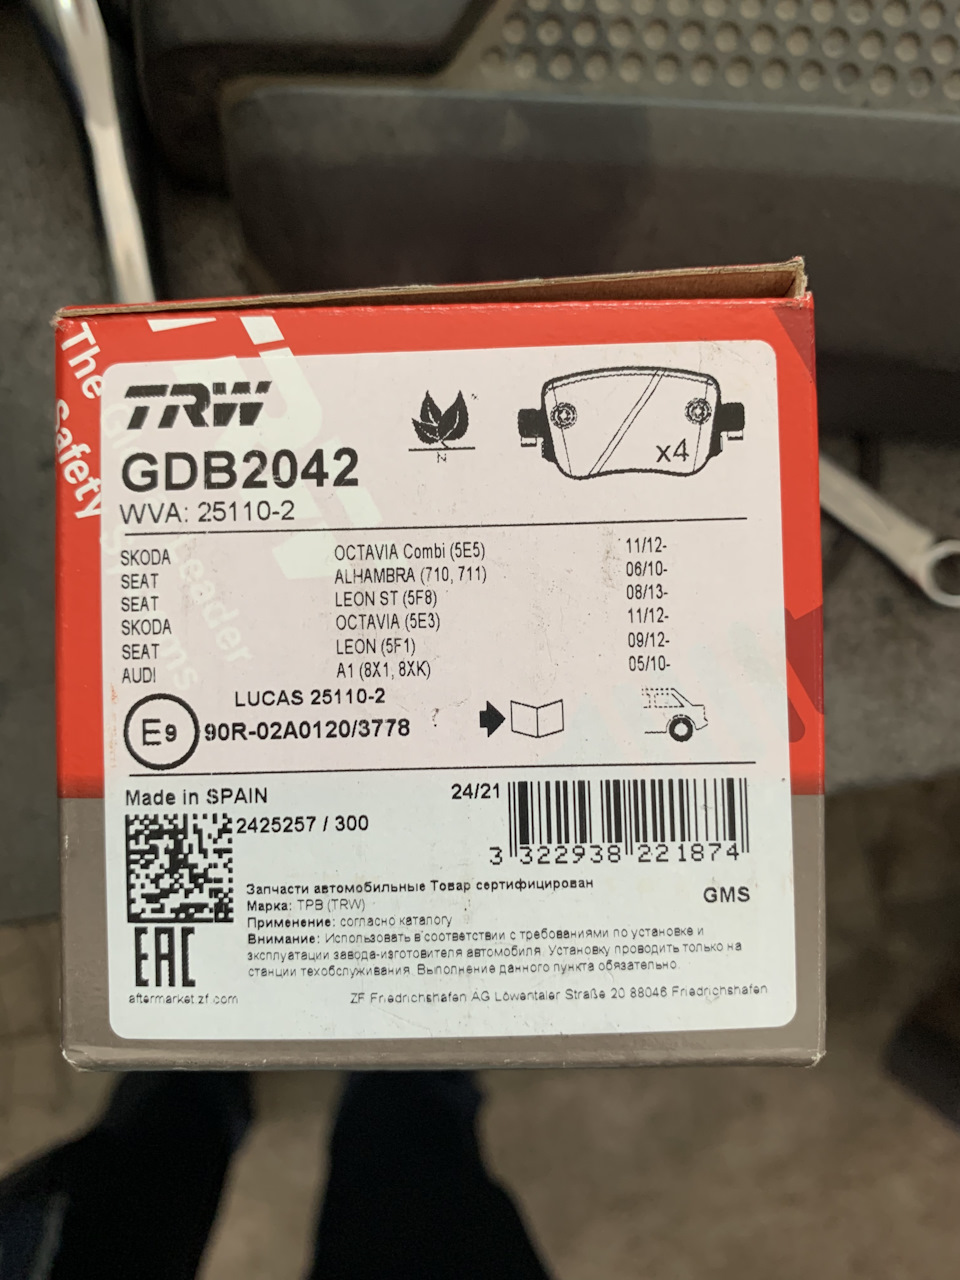 The
Safety
Leader
TRW
N
GDB2042
x4
WVA: 25110-2
SKODA OCTAVIA Combi (5E5) 11/12-
SEAT ALHAMBRA (710, 711) 06/10-
SEAT LEON ST (5F8) 08/13-
SKODA OCTAVIA (5E3) 11/12-
SEAT LEON (5F1) 09/12-
AUDI A1 (8X1, 8XK) 05/10-
LUCAS 25110-2
E9 90R-02A0120/3778
Made in SPAIN 24/21
2425257 / 300
3 322938 221874
Запчасти автомобильные Товар сертифицирован
Марка: ТРВ (TRW)
GMS
Применение: согласно каталогу
Внимание: Использовать в соответствии с требованиями по установке и
эксплуатации завода-изготовителя автомобиля. Установку проводить только на
станции техобслуживания. Выполнение данного пункта обязательно.
EAC
aftermarket.zf.com ZF Friedrichshafen AG Löwentaler Straße 20 88046 Friedrichshafen